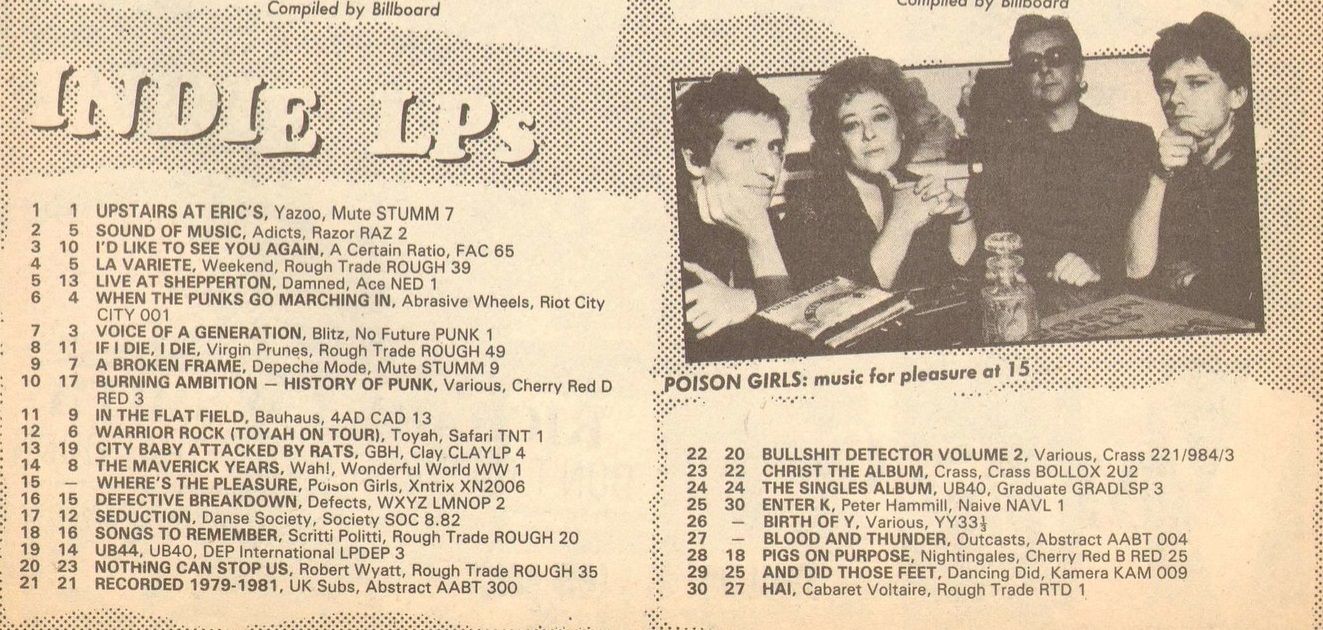 Compiled by Billboard
INDIE LPs
1 1 UPSTAIRS AT ERIC'S, Yazoo, Mute STUMM 7
2 5 SOUND OF MUSIC, Adicts, Razor RAZ 2
3 10 I'D LIKE TO SEE YOU AGAIN, A Certain Ratio, FAC 65
4 5 LA VARIETE, Weekend, Rough Trade ROUGH 39
5 13 LIVE AT SHEPPERTON, Damned, Ace NED 1
6 4 WHEN THE PUNKS GO MARCHING IN, Abrasive Wheels, Riot City
CITY 001
7 3 VOICE OF A GENERATION, Blitz, No Future PUNK 1
8 11 IF I DIE, I DIE, Virgin Prunes, Rough Trade ROUGH 49
9 7 A BROKEN FRAME, Depeche Mode, Mute STUMM 9
10 17 BURNING AMBITION — HISTORY OF PUNK, Various, Cherry Red D
RED 3
11 9 IN THE FLAT FIELD, Bauhaus, 4AD CAD 13
12 6 WARRIOR ROCK (TOYAH ON TOUR), Toyah, Safari TNT 1
13 19 CITY BABY ATTACKED BY RATS, GBH, Clay CLAYLP 4
14 8 THE MAVERICK YEARS, Wah!, Wonderful World WW 1
15 — WHERE'S THE PLEASURE, Poison Girls, Xntrix XN2006
16 15 DEFECTIVE BREAKDOWN, Defects, WXYZ LMNOP 2
17 12 SEDUCTION, Danse Society, Society SOC 8.82
18 16 SONGS TO REMEMBER, Scritti Politti, Rough Trade ROUGH 20
19 14 UB44, UB40, DEP International LPDEP 3
20 23 NOTHING CAN STOP US, Robert Wyatt, Rough Trade ROUGH 35
21 21 RECORDED 1979-1981, UK Subs, Abstract AABT 300
Compiled by Billboard
POISON GIRLS: music for pleasure at 15
22 20 BULLSHIT DETECTOR VOLUME 2, Various, Crass 221/984/3
23 22 CHRIST THE ALBUM, Crass, Crass BOLLOX 2U2
24 24 THE SINGLES ALBUM, UB40, Graduate GRADLSP 3
25 30 ENTER K, Peter Hammill, Naive NAVL 1
26 — BIRTH OF Y, Various, YY33⅓
27 — BLOOD AND THUNDER, Outcasts, Abstract AABT 004
28 18 PIGS ON PURPOSE, Nightingales, Cherry Red B RED 25
29 25 AND DID THOSE FEET, Dancing Did, Kamera KAM 009
30 27 HAI, Cabaret Voltaire, Rough Trade RTD 1